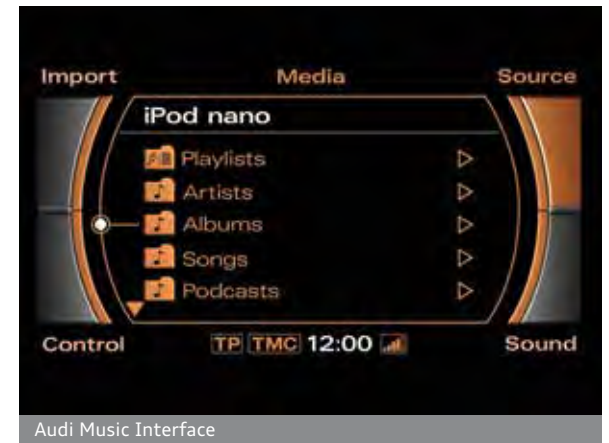 Import Media Source
iPod nano
Playlists
Artists
Albums
Songs
Podcasts
Control TP TMC 12:00 Sound
Audi Music Interface